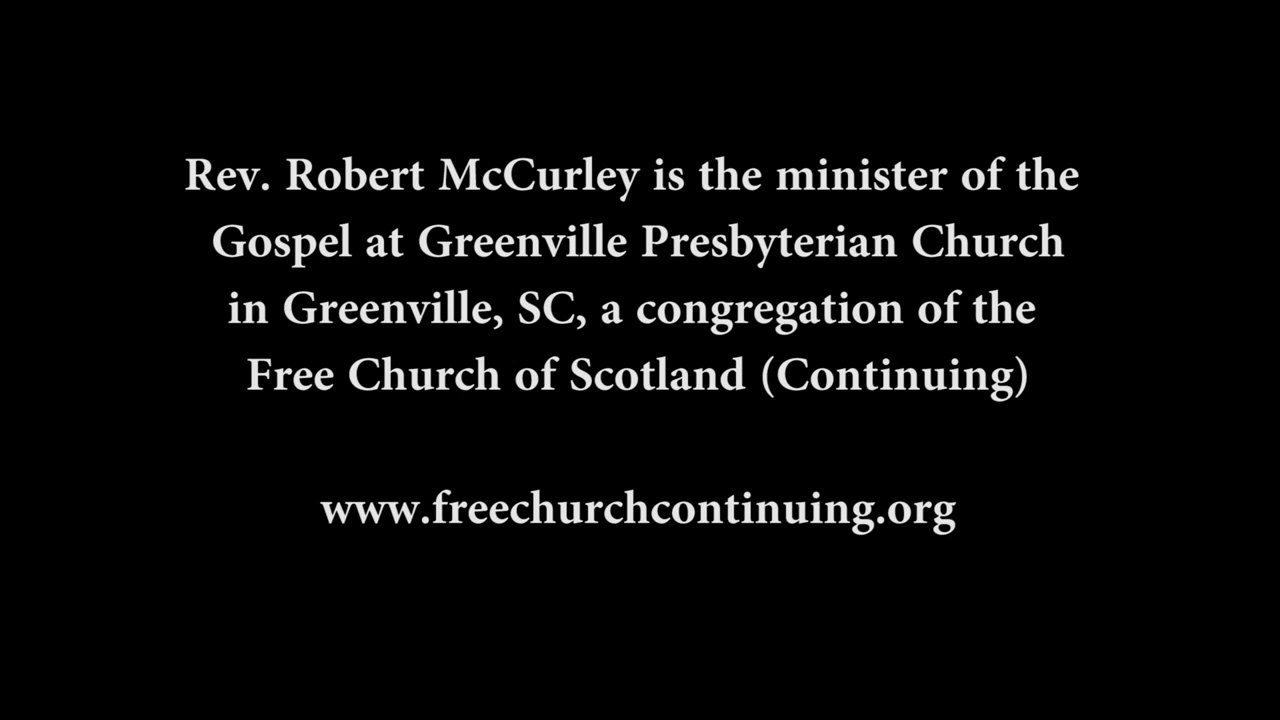 Rev. Robert McCurley is the minister of the
Gospel at Greenville Presbyterian Church
in Greenville, SC, a congregation of the
Free Church of Scotland (Continuing)
www.freechurchcontinuing.org